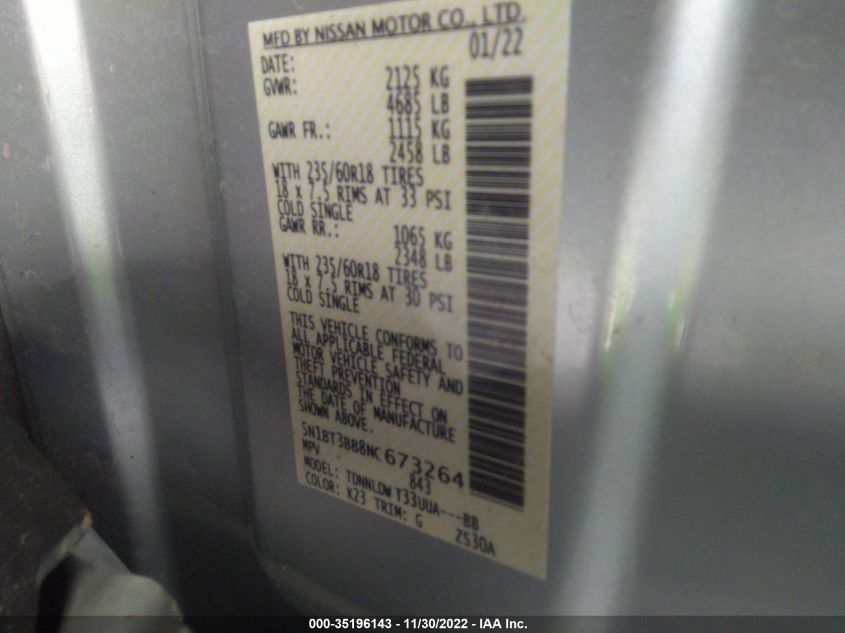 MFD BY NISSAN MOTOR CO., LTD.
DATE: 01/22
GVWR: 2125 KG
4685 LB
GAWR FR.: 1115 KG
2458 LB
WITH 235/60R18 TIRES
18 x 7.5 RIMS AT 33 PSI
COLD SINGLE
GAWR RR.: 1065 KG
2348 LB
WITH 235/60R18 TIRES
18 x 7.5 RIMS AT 30 PSI
COLD SINGLE
THIS VEHICLE CONFORMS TO
ALL APPLICABLE FEDERAL
MOTOR VEHICLE SAFETY AND
THEFT PREVENTION
STANDARDS IN EFFECT ON
THE DATE OF MANUFACTURE
SHOWN ABOVE.
5N1BT3BB8NC673264
MPV 843
MODEL: TDNNLDW T33UUA---BB
COLOR: K23 TRIM: G ZS30A
000-35196143 - 11/30/2022 - IAA Inc.